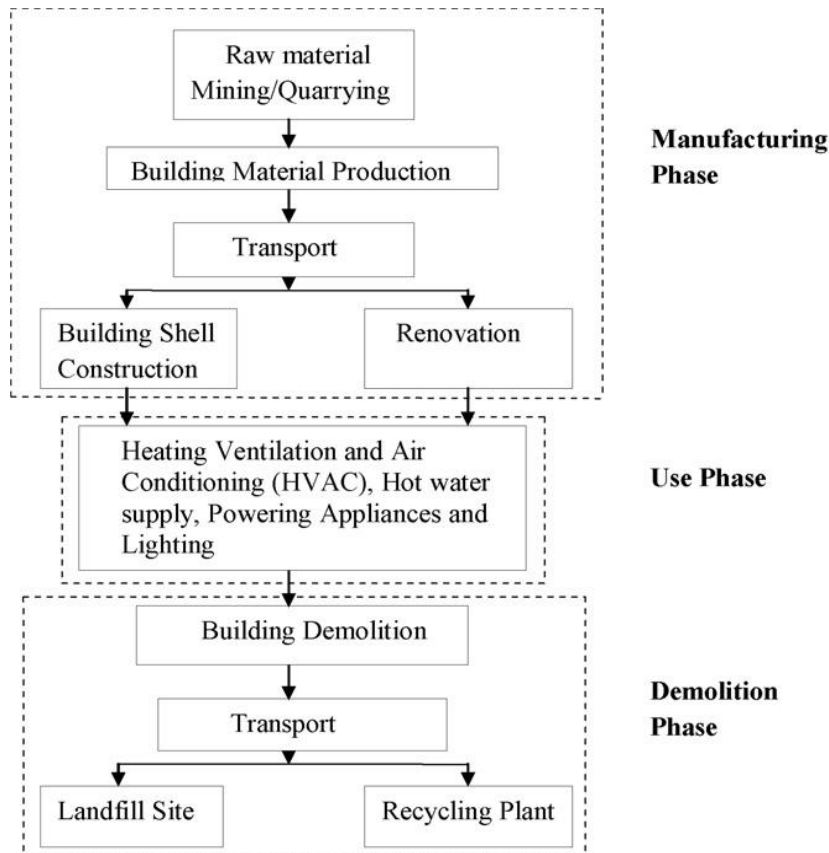 Raw material
Mining/Quarrying
Manufacturing
Phase
Building Material Production
Transport
Building Shell
Construction
Renovation
Heating Ventilation and Air
Conditioning (HVAC), Hot water
supply, Powering Appliances and
Lighting
Use Phase
Building Demolition
Transport
Demolition
Phase
Landfill Site
Recycling Plant